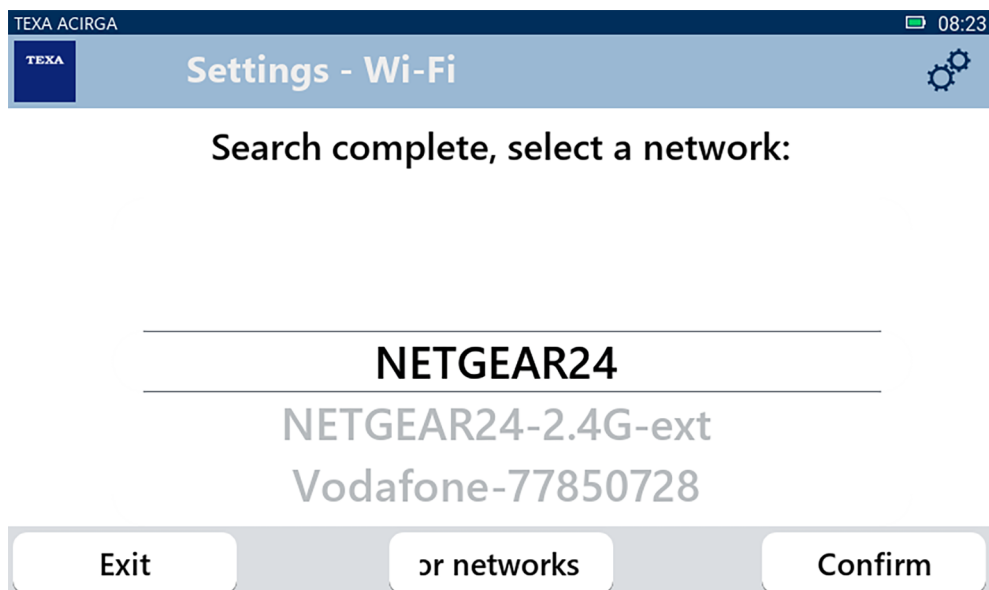 TEXA ACIRGA
08:23
TEXA
Settings - Wi-Fi
Search complete, select a network:
NETGEAR24
NETGEAR24-2.4G-ext
Vodafone-77850728
Exit
or networks
Confirm